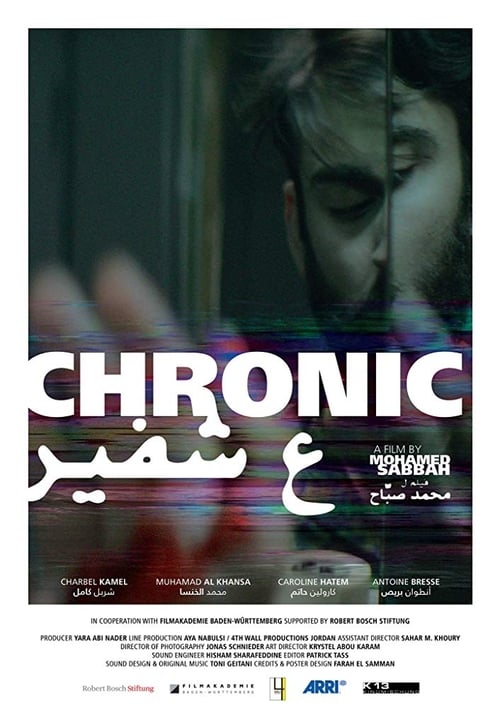 CHRONIC
ع شفير
A FILM BY
MOHAMED
SABBAH
فيلم ل
محمد صبّاح
CHARBEL KAMEL
شربل كامل
MUHAMAD AL KHANSA
محمد الخنسا
CAROLINE HATEM
كارولين حاتم
ANTOINE BRESSE
أنطوان بريص
IN COOPERATION WITH FILMAKADEMIE BADEN-WÜRTTEMBERG SUPPORTED BY ROBERT BOSCH STIFTUNG
PRODUCER YARA ABI NADER LINE PRODUCTION AYA NABULSI / 4TH WALL PRODUCTIONS JORDAN ASSISTANT DIRECTOR SAHAR M. KHOURY
DIRECTOR OF PHOTOGRAPHY JONAS SCHNIEDER ART DIRECTOR KRYSTEL ABOU KARAM
SOUND ENGINEER HISHAM SHARAFEDDINE EDITOR PATRICK TASS
SOUND DESIGN & ORIGINAL MUSIC TONI GEITANI CREDITS & POSTER DESIGN FARAH EL SAMMAN
Robert Bosch Stiftung
FILMAKADEMIE
BADEN-WÜRTTEMBERG
ARRI
K13